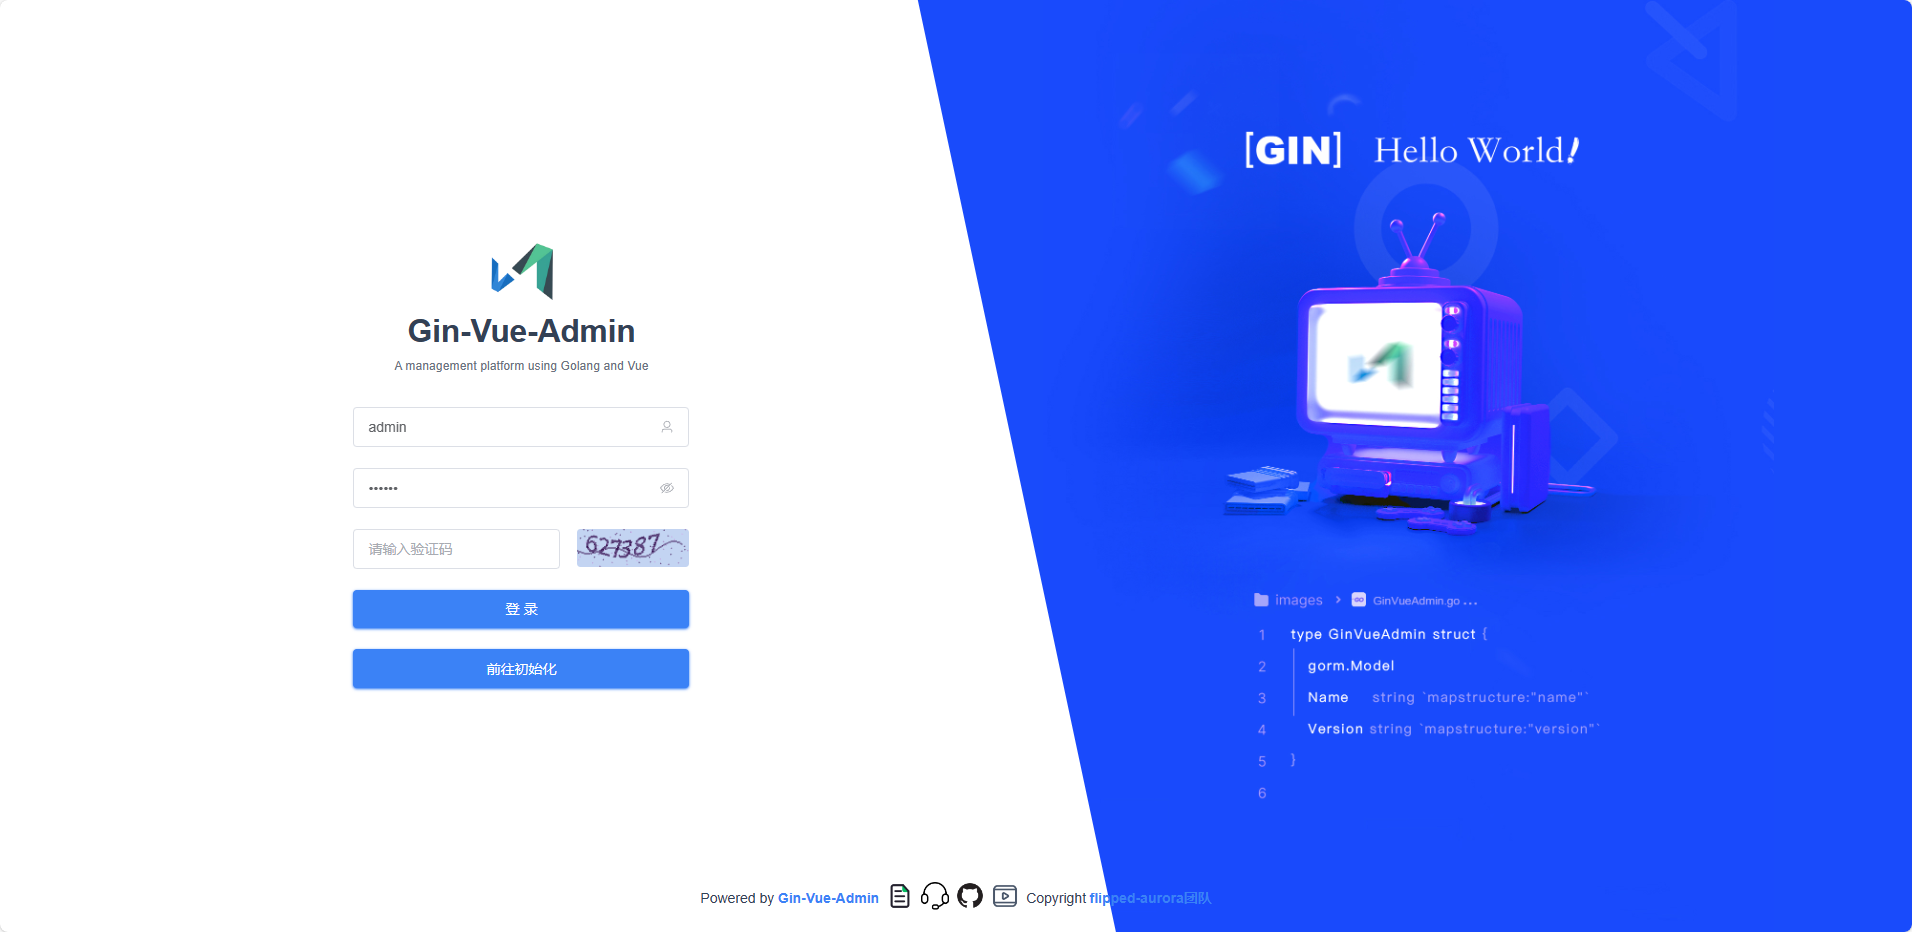 Gin-Vue-Admin
A management platform using Golang and Vue
admin
••••••
请输入验证码
627387
登 录
前往初始化
[GIN] Hello World!
images > GinVueAdmin.go ...
1 type GinVueAdmin struct {
2 gorm.Model
3 Name string `mapstructure:"name"`
4 Version string `mapstructure:"version"`
5 }
6
Powered by Gin-Vue-Admin Copyright flipped-aurora团队